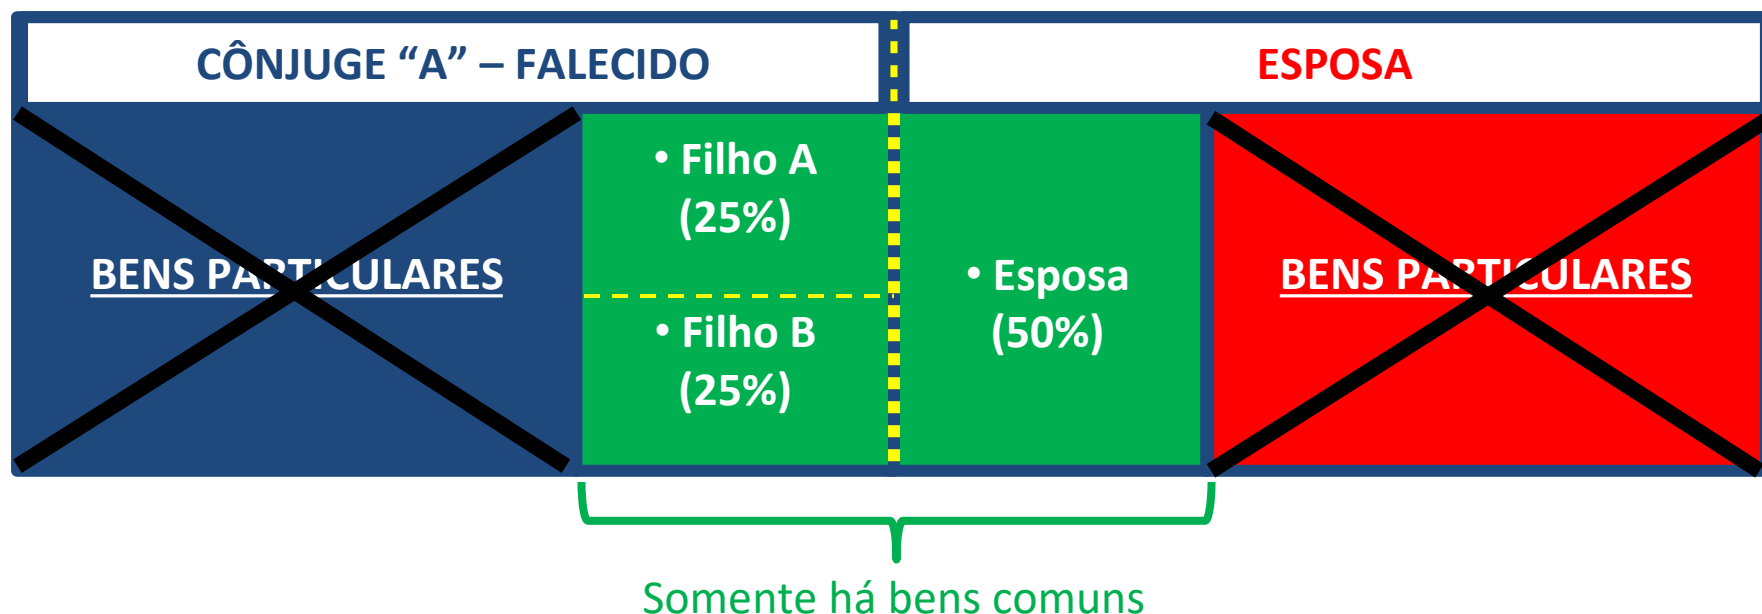 CÔNJUGE “A” – FALECIDO
ESPOSA
BENS PARTICULARES
• Filho A
(25%)
• Filho B
(25%)
• Esposa
(50%)
BENS PARTICULARES
Somente há bens comuns